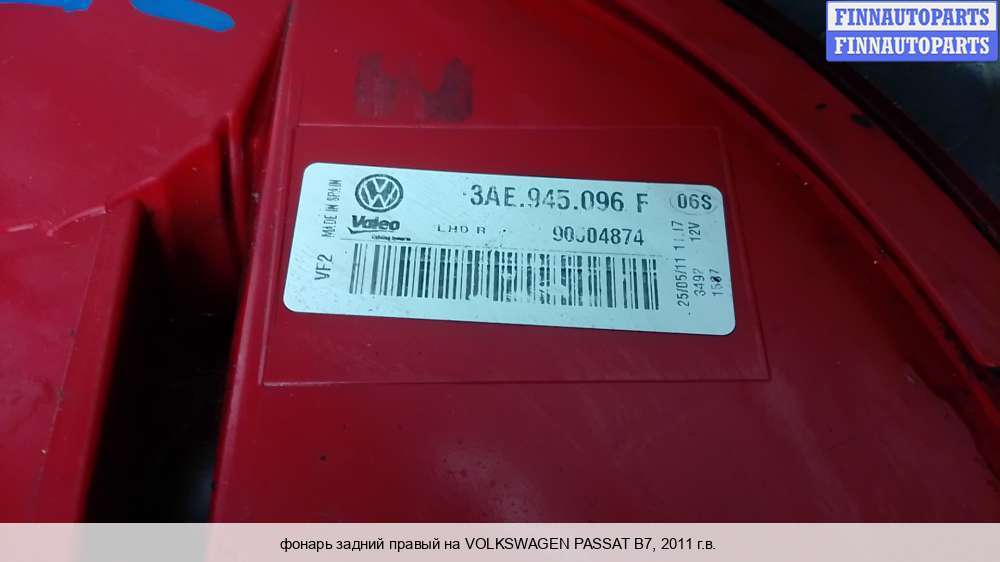 FINNAUTOPARTS
FINNAUTOPARTS
MADE IN SPAIN
VF2
VW
3AE.945.096 F
06S
Valeo
LHD R
25/05/11
12V
3492
фонарь задний правый на VOLKSWAGEN PASSAT B7, 2011 г.в.